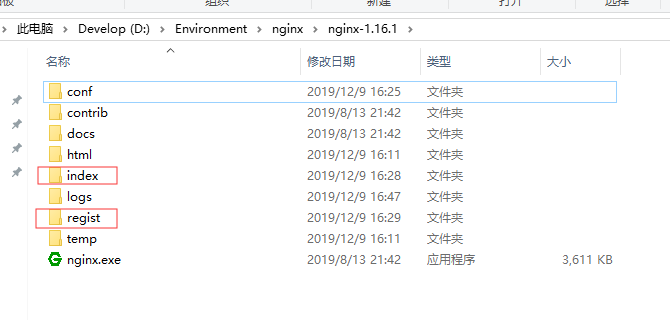 组织 新建 打开 选择
此电脑 > Develop (D:) > Environment > nginx > nginx-1.16.1 >
名称 修改日期 类型 大小
conf 2019/12/9 16:25 文件夹
contrib 2019/8/13 21:42 文件夹
docs 2019/8/13 21:42 文件夹
html 2019/12/9 16:11 文件夹
index 2019/12/9 16:28 文件夹
logs 2019/12/9 16:47 文件夹
regist 2019/12/9 16:29 文件夹
temp 2019/12/9 16:11 文件夹
nginx.exe 2019/8/13 21:42 应用程序 3,611 KB